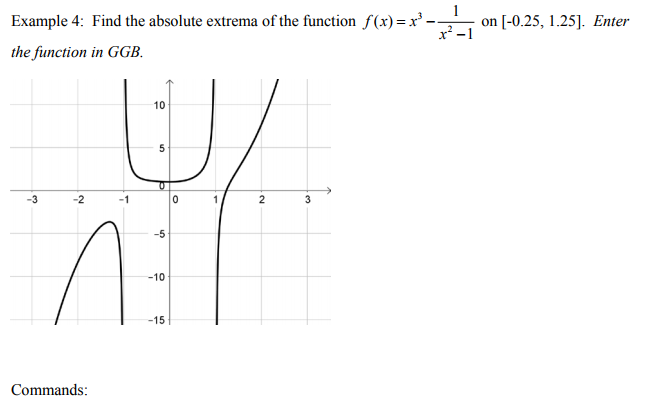 Example 4: Find the absolute extrema of the function f(x) = x³ − 1/(x² − 1) on [-0.25, 1.25]. Enter
the function in GGB.
10
5
0
-3 -2 -1 0 1 2 3
-5
-10
-15
Commands: